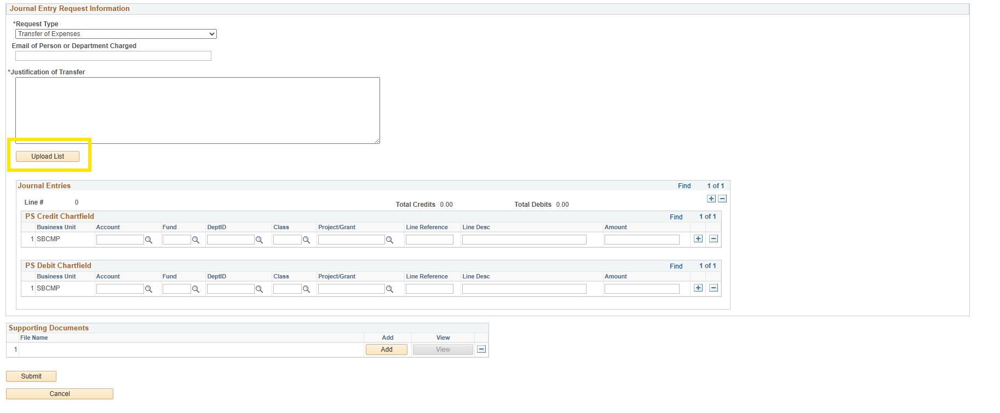 Journal Entry Request Information
*Request Type
Transfer of Expenses
Email of Person or Department Charged
*Justification of Transfer
Upload List
Journal Entries Find 1 of 1
Line # 0 Total Credits 0.00 Total Debits 0.00
PS Credit Chartfield Find 1 of 1
Business Unit Account Fund DeptID Class Project/Grant Line Reference Line Desc Amount
1 SBCMP
PS Debit Chartfield Find 1 of 1
Business Unit Account Fund DeptID Class Project/Grant Line Reference Line Desc Amount
1 SBCMP
Supporting Documents
File Name Add View
1 Add View
Submit
Cancel